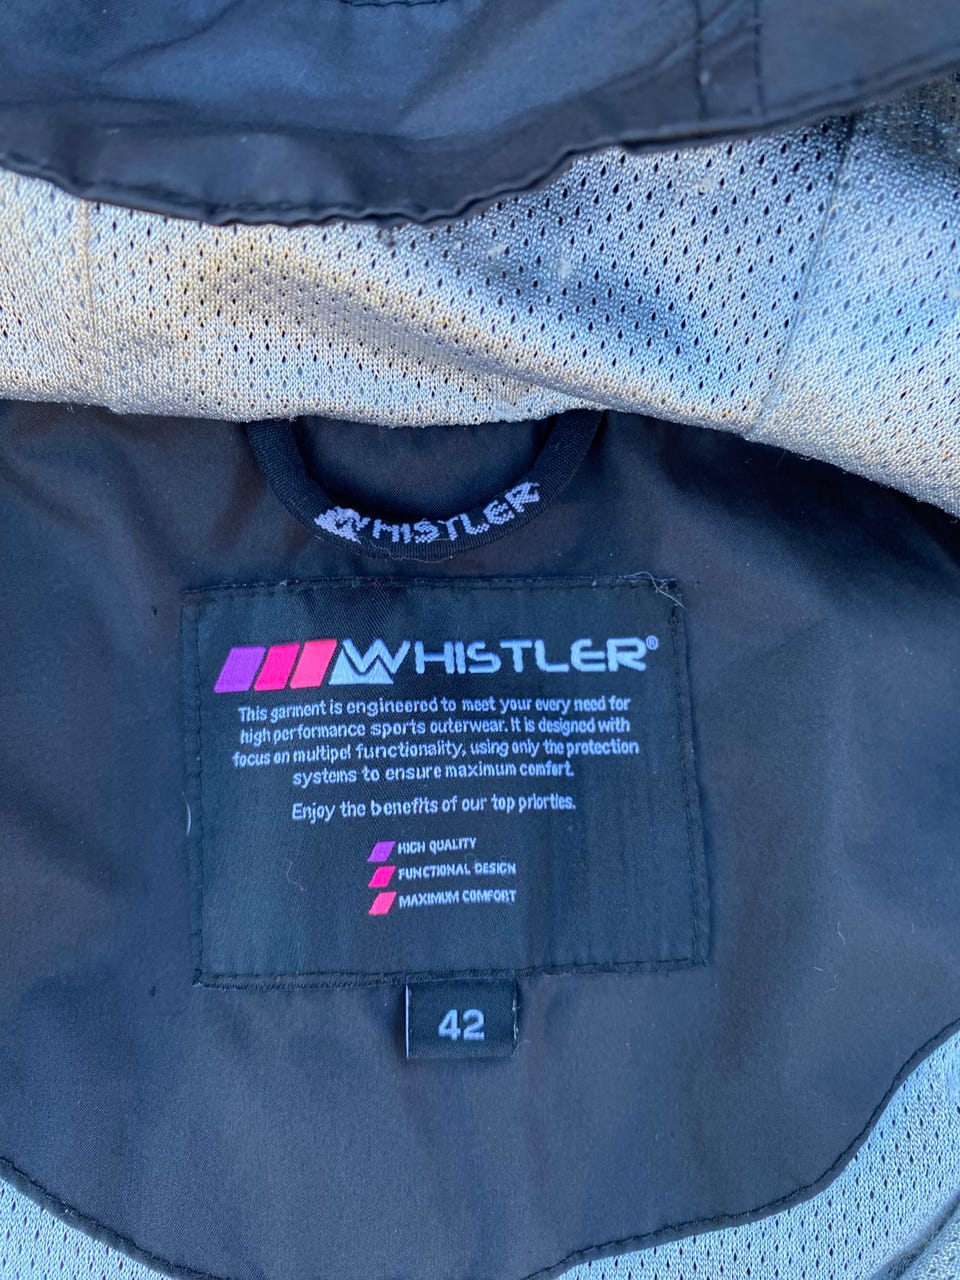 WHISTLER
WHISTLER®
This garment is engineered to meet your every need for
high performance sports outerwear. It is designed with
focus on multipel functionality, using only the protection
systems to ensure maximum comfort.
Enjoy the benefits of our top priorties.
HIGH QUALITY
FUNCTIONAL DESIGN
MAXIMUM COMFORT
42